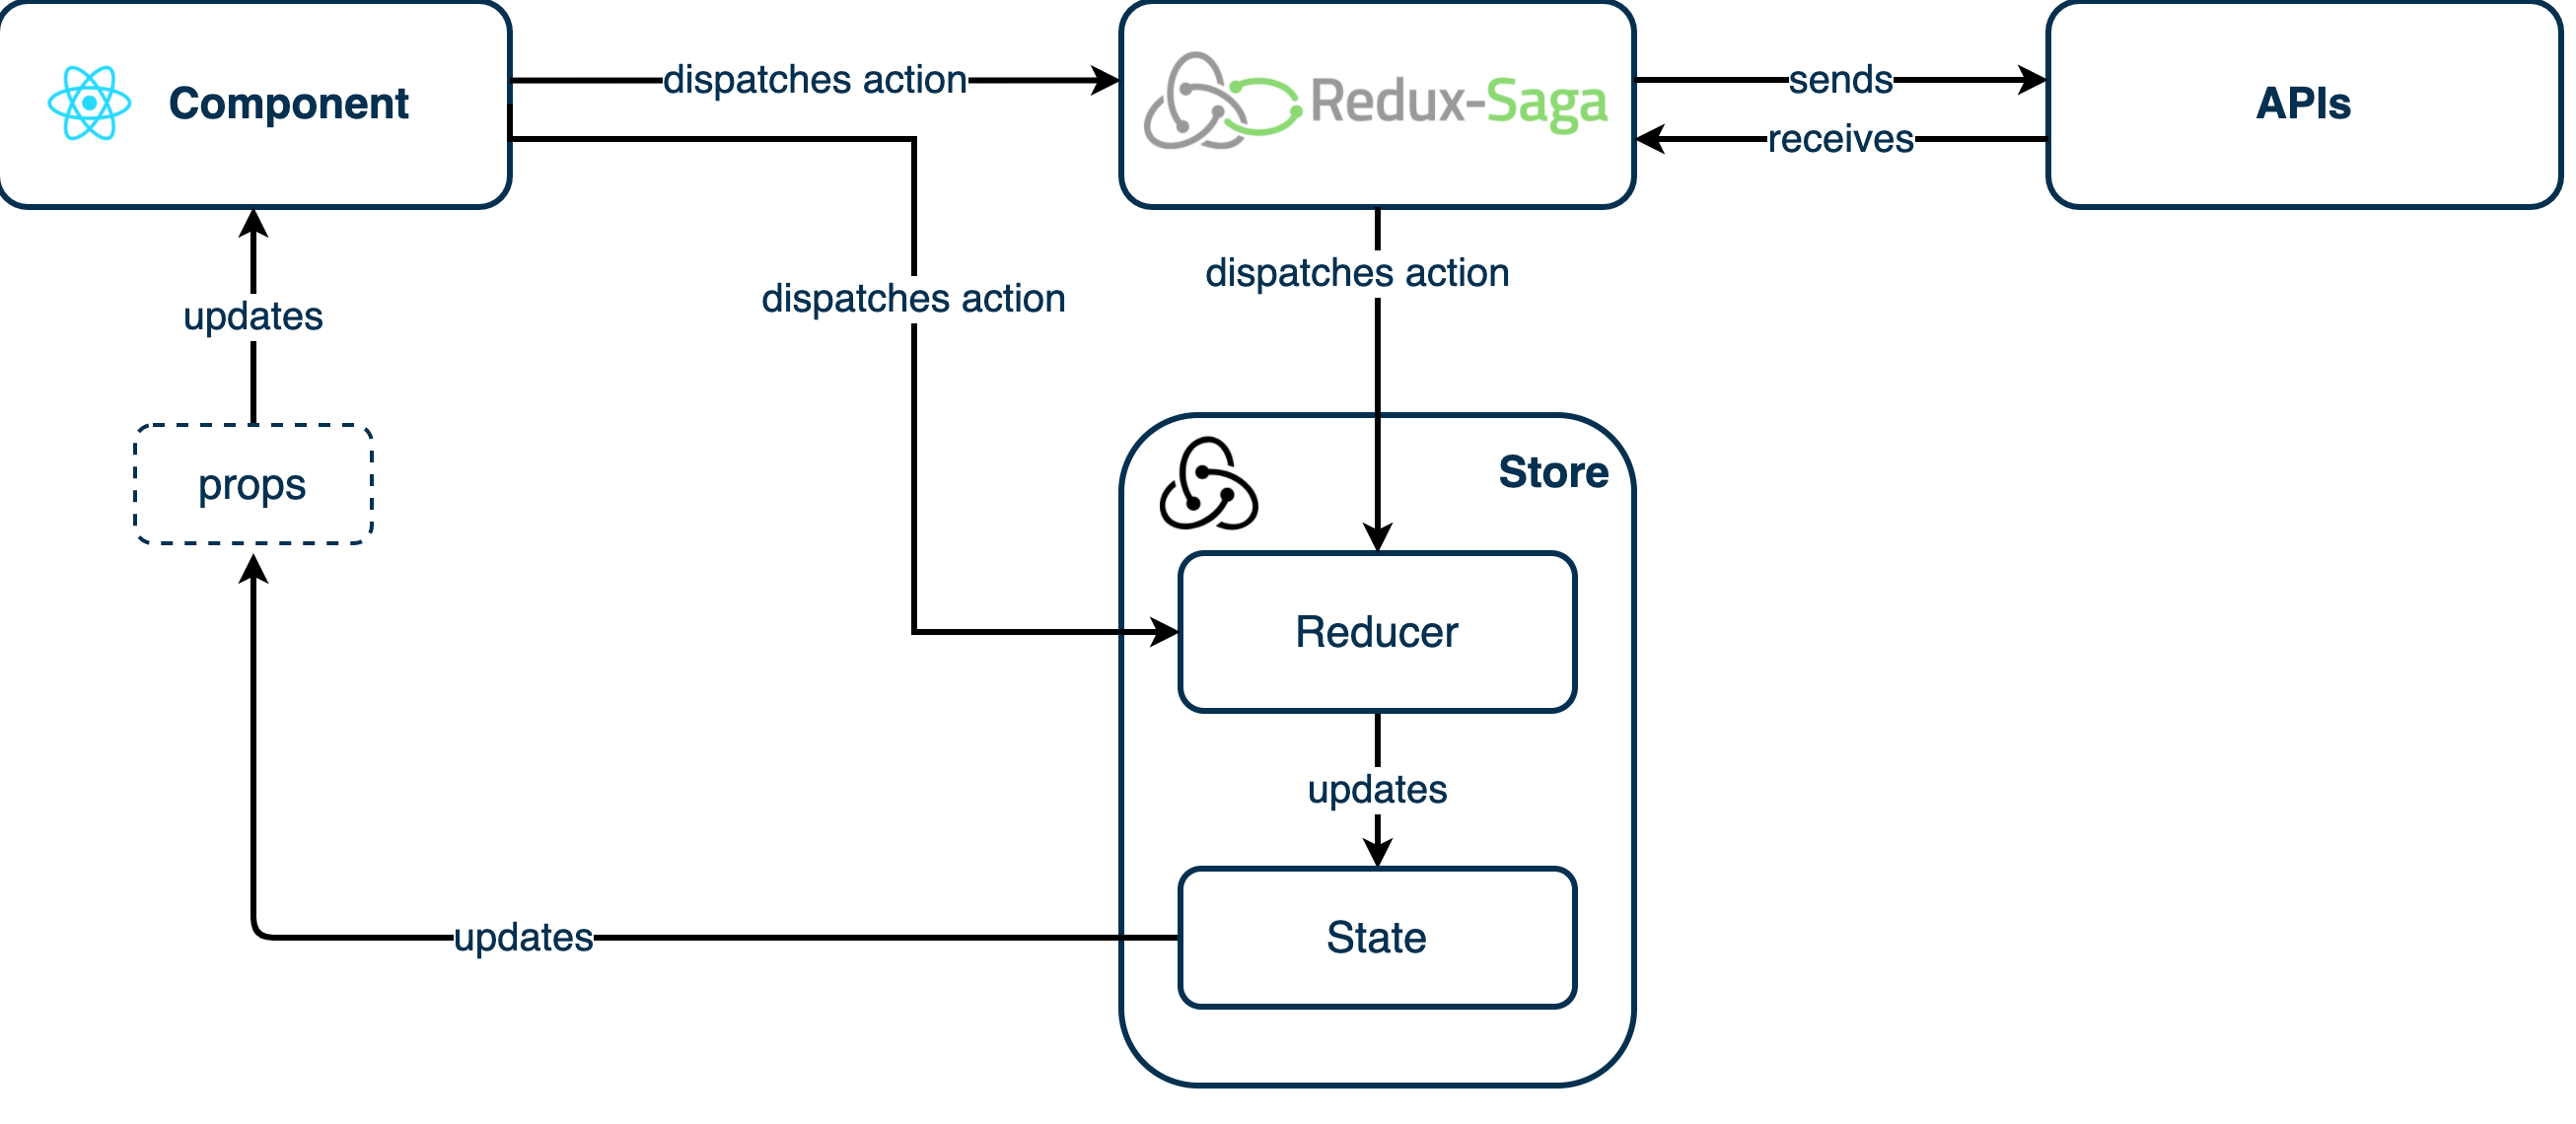 Component
dispatches action
Redux-Saga
sends
receives
APIs
dispatches action
dispatches action
updates
props
Store
Reducer
updates
State
updates